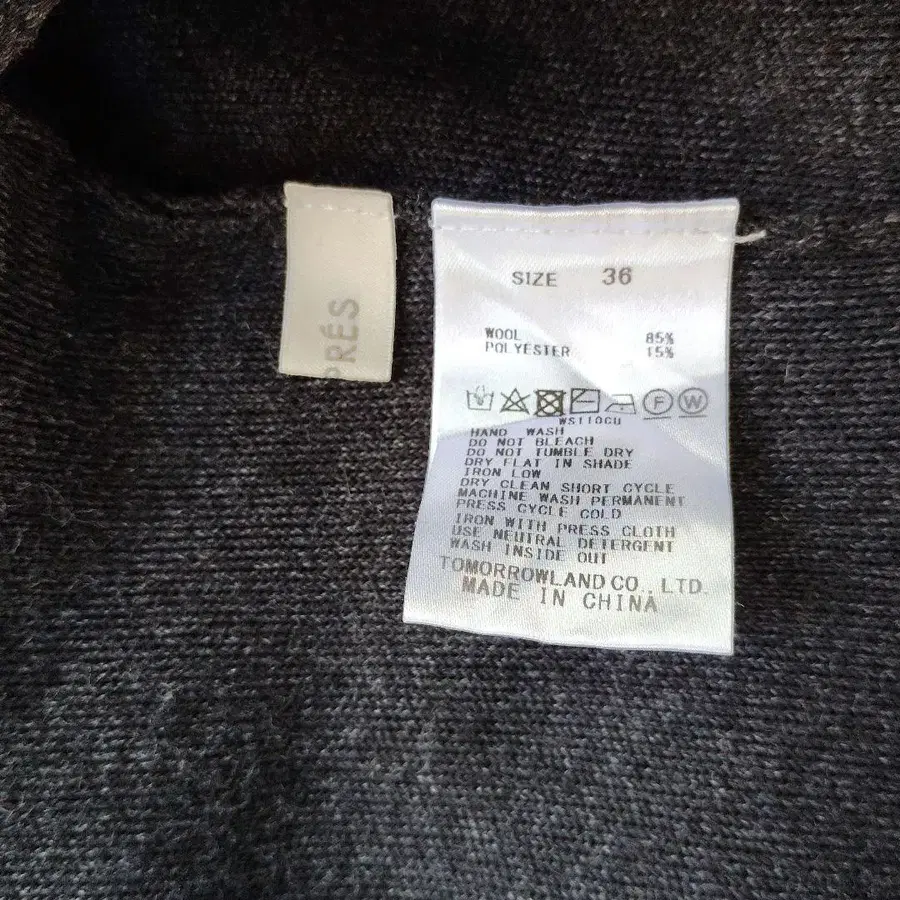 PRÉS
SIZE 36
WOOL 85%
POLYESTER 15%
F W
WS110CU
HAND WASH
DO NOT BLEACH
DO NOT TUMBLE DRY
DRY FLAT IN SHADE
IRON LOW
DRY CLEAN SHORT CYCLE
MACHINE WASH PERMANENT
PRESS CYCLE COLD
IRON WITH PRESS CLOTH
USE NEUTRAL DETERGENT
WASH INSIDE OUT
TOMORROWLAND CO., LTD.
MADE IN CHINA